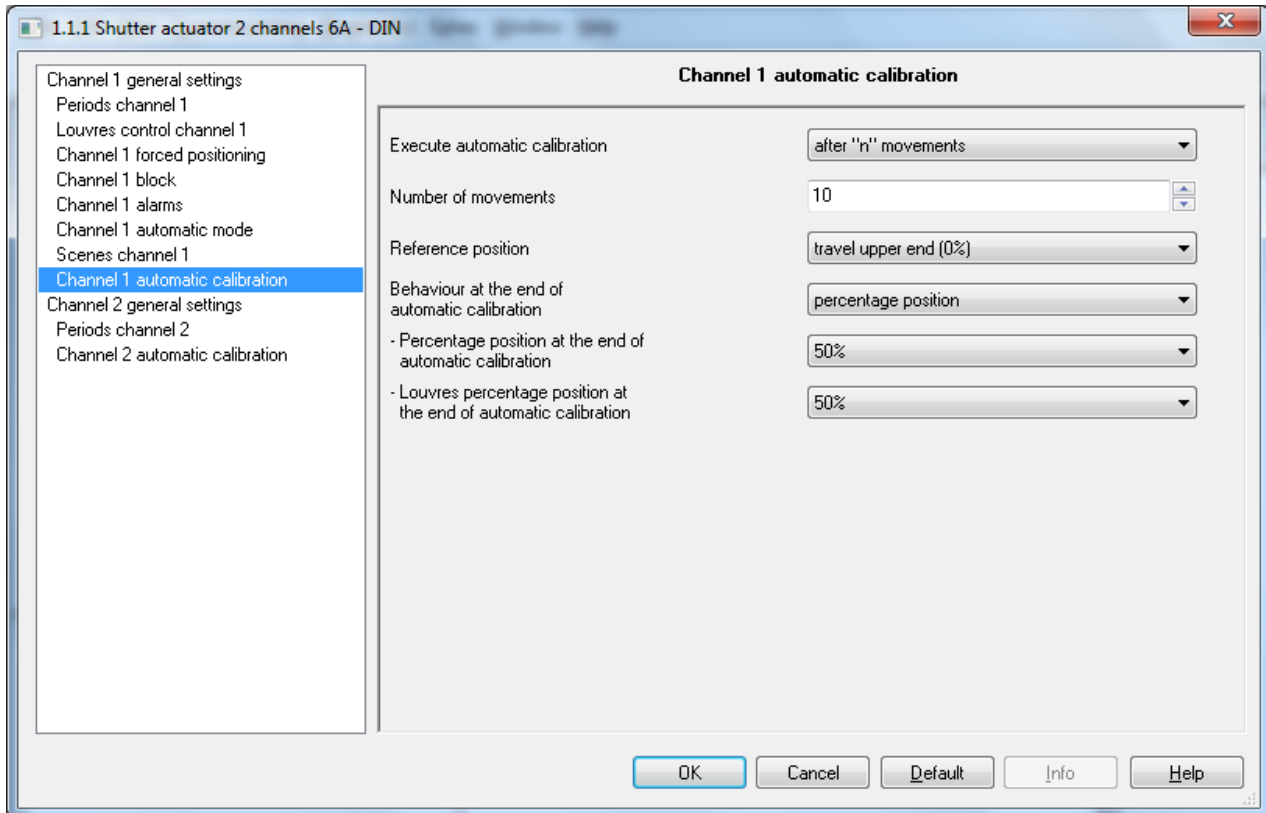 1.1.1 Shutter actuator 2 channels 6A - DIN
Channel 1 general settings
Periods channel 1
Louvres control channel 1
Channel 1 forced positioning
Channel 1 block
Channel 1 alarms
Channel 1 automatic mode
Scenes channel 1
Channel 1 automatic calibration
Channel 2 general settings
Periods channel 2
Channel 2 automatic calibration
Channel 1 automatic calibration
Execute automatic calibration
after "n" movements
Number of movements
10
Reference position
travel upper end (0%)
Behaviour at the end of
automatic calibration
percentage position
- Percentage position at the end of
automatic calibration
50%
- Louvres percentage position at
the end of automatic calibration
50%
OK
Cancel
Default
Info
Help